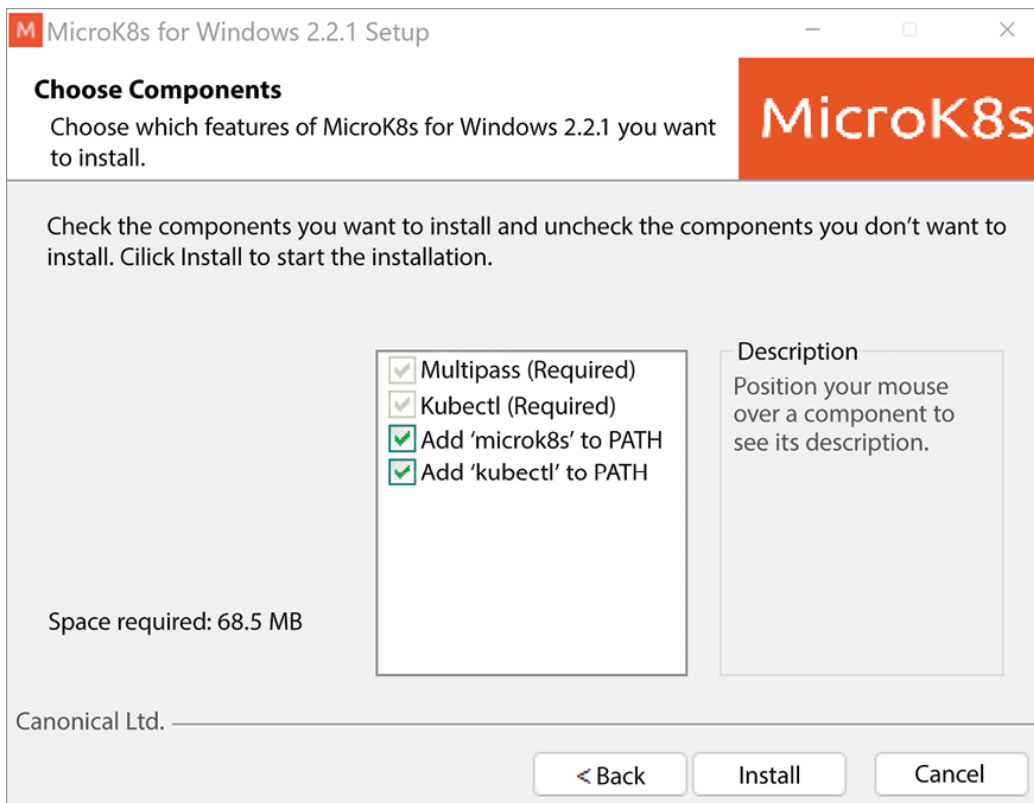 M MicroK8s for Windows 2.2.1 Setup
Choose Components
Choose which features of MicroK8s for Windows 2.2.1 you want
to install.
MicroK8s
Check the components you want to install and uncheck the components you don’t want to
install. Cilick Install to start the installation.
Multipass (Required)
Kubectl (Required)
Add ‘microk8s’ to PATH
Add ‘kubectl’ to PATH
Description
Position your mouse
over a component to
see its description.
Space required: 68.5 MB
Canonical Ltd.
< Back
Install
Cancel